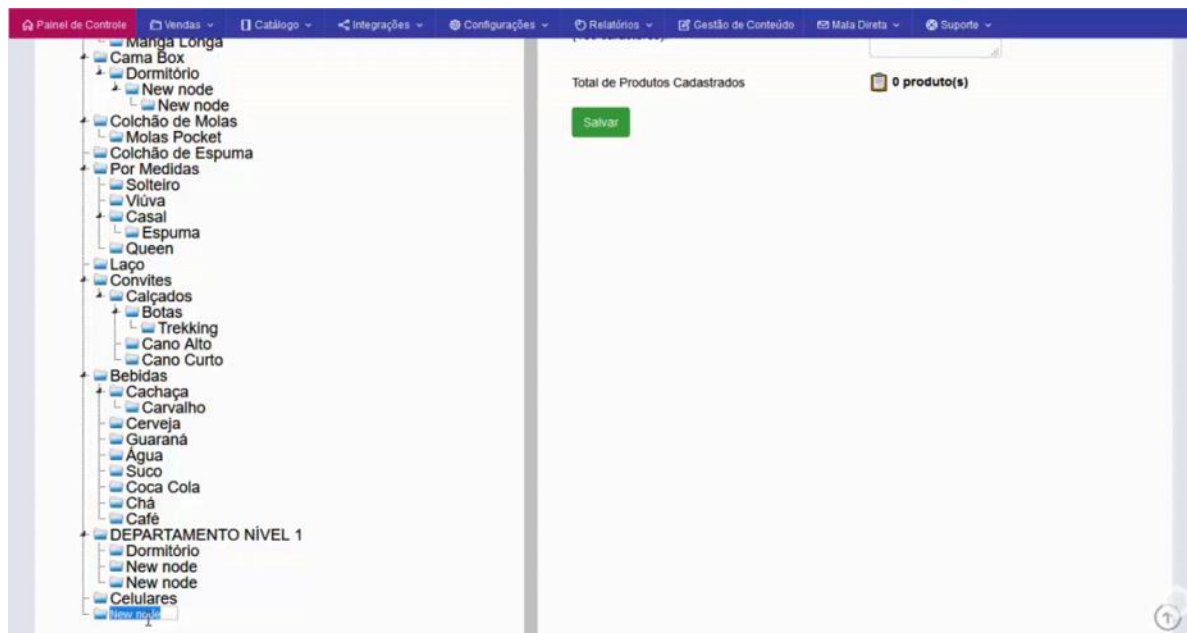 Painel de Controle Vendas Catálogo Integrações Configurações Relatórios Gestão de Conteúdo Mala Direta Suporte
Manga Longa
Cama Box
Dormitório
New node
New node
Colchão de Molas
Molas Pocket
Colchão de Espuma
Por Medidas
Solteiro
Viúva
Casal
Espuma
Queen
Laço
Convites
Calçados
Botas
Trekking
Cano Alto
Cano Curto
Bebidas
Cachaça
Carvalho
Cerveja
Guaraná
Água
Suco
Coca Cola
Chá
Café
DEPARTAMENTO NÍVEL 1
Dormitório
New node
New node
Celulares
New node
Total de Produtos Cadastrados 0 produto(s)
Salvar